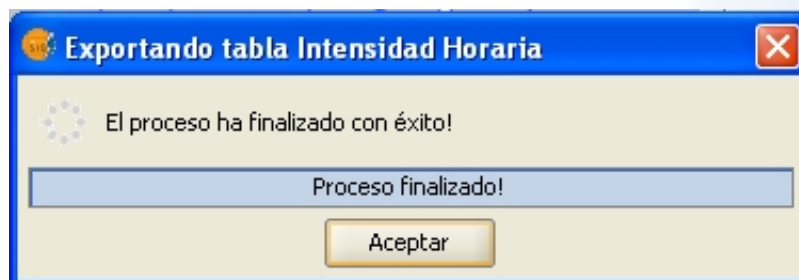 Exportando tabla Intensidad Horaria
El proceso ha finalizado con éxito!
Proceso finalizado!
Aceptar